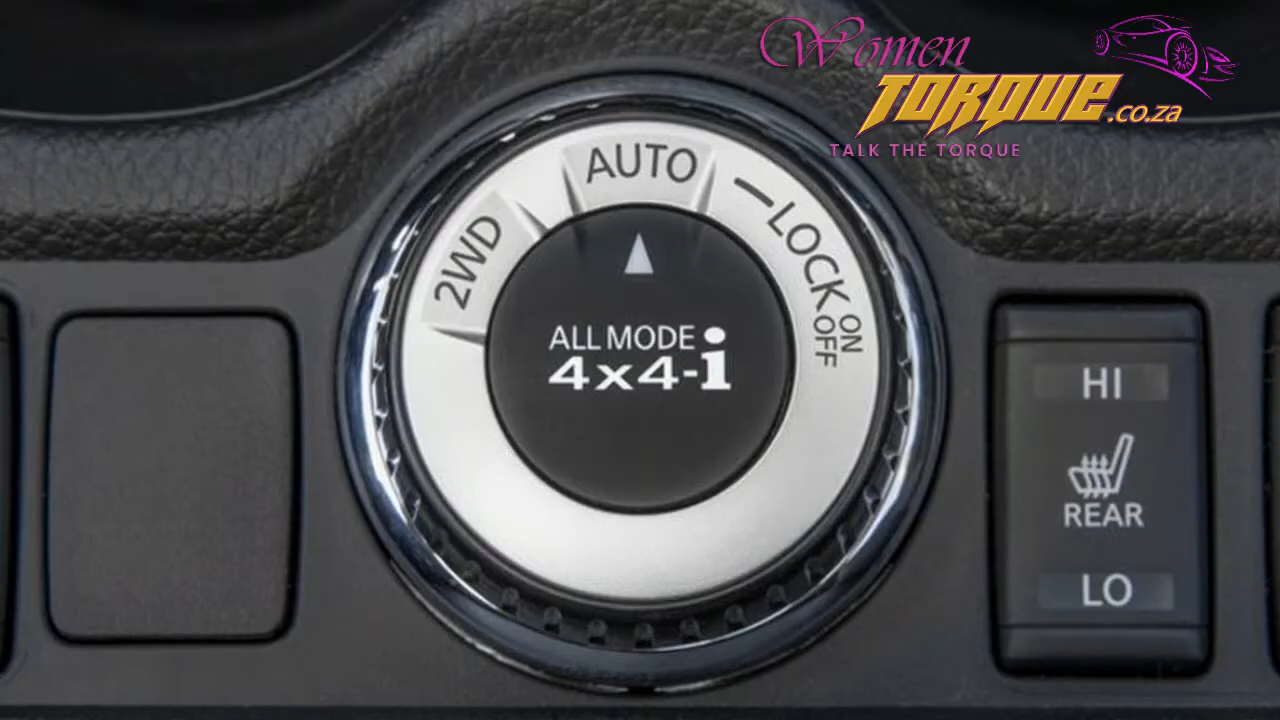 Women
TORQUE.co.za
TALK THE TORQUE
AUTO
2WD
LOCK
ON
OFF
ALL MODE i
4x4-i
HI
REAR
LO